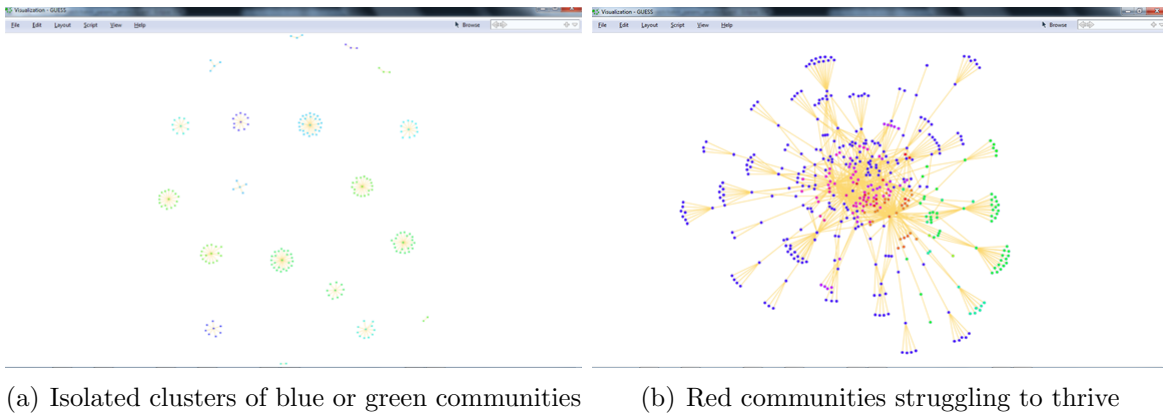 Visualization - GUESS
File Edit Layout Script View Help Browse
Visualization - GUESS
File Edit Layout Script View Help Browse
(a) Isolated clusters of blue or green communities
(b) Red communities struggling to thrive